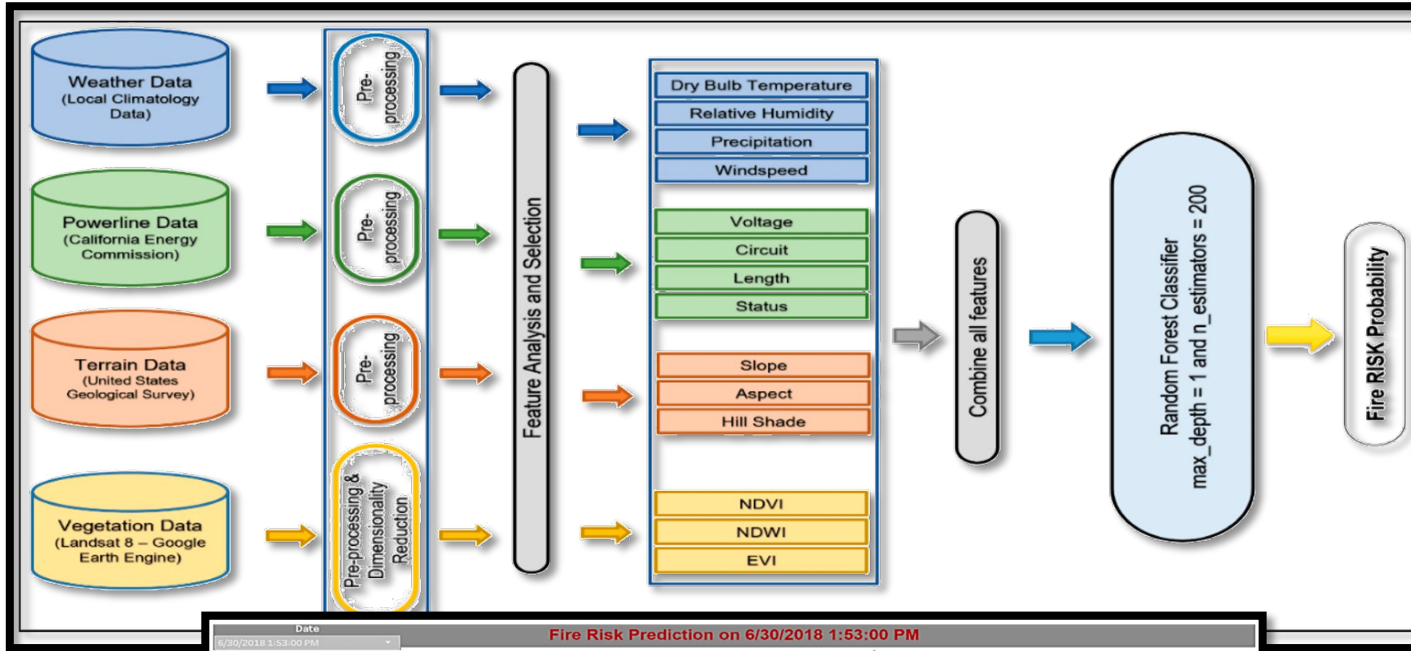 Weather Data
(Local Climatology
Data)
Pre-
processing
Powerline Data
(California Energy
Commission)
Pre-
processing
Terrain Data
(United States
Geological Survey)
Pre-
processing
Vegetation Data
(Landsat 8 – Google
Earth Engine)
Pre-processing &
Dimensionality
Reduction
Feature Analysis and Selection
Dry Bulb Temperature
Relative Humidity
Precipitation
Windspeed
Voltage
Circuit
Length
Status
Slope
Aspect
Hill Shade
NDVI
NDWI
EVI
Combine all features
Random Forest Classifier
max_depth = 1 and n_estimators = 200
Fire RISK Probability
Date
6/30/2018 1:53:00 PM
Fire Risk Prediction on 6/30/2018 1:53:00 PM